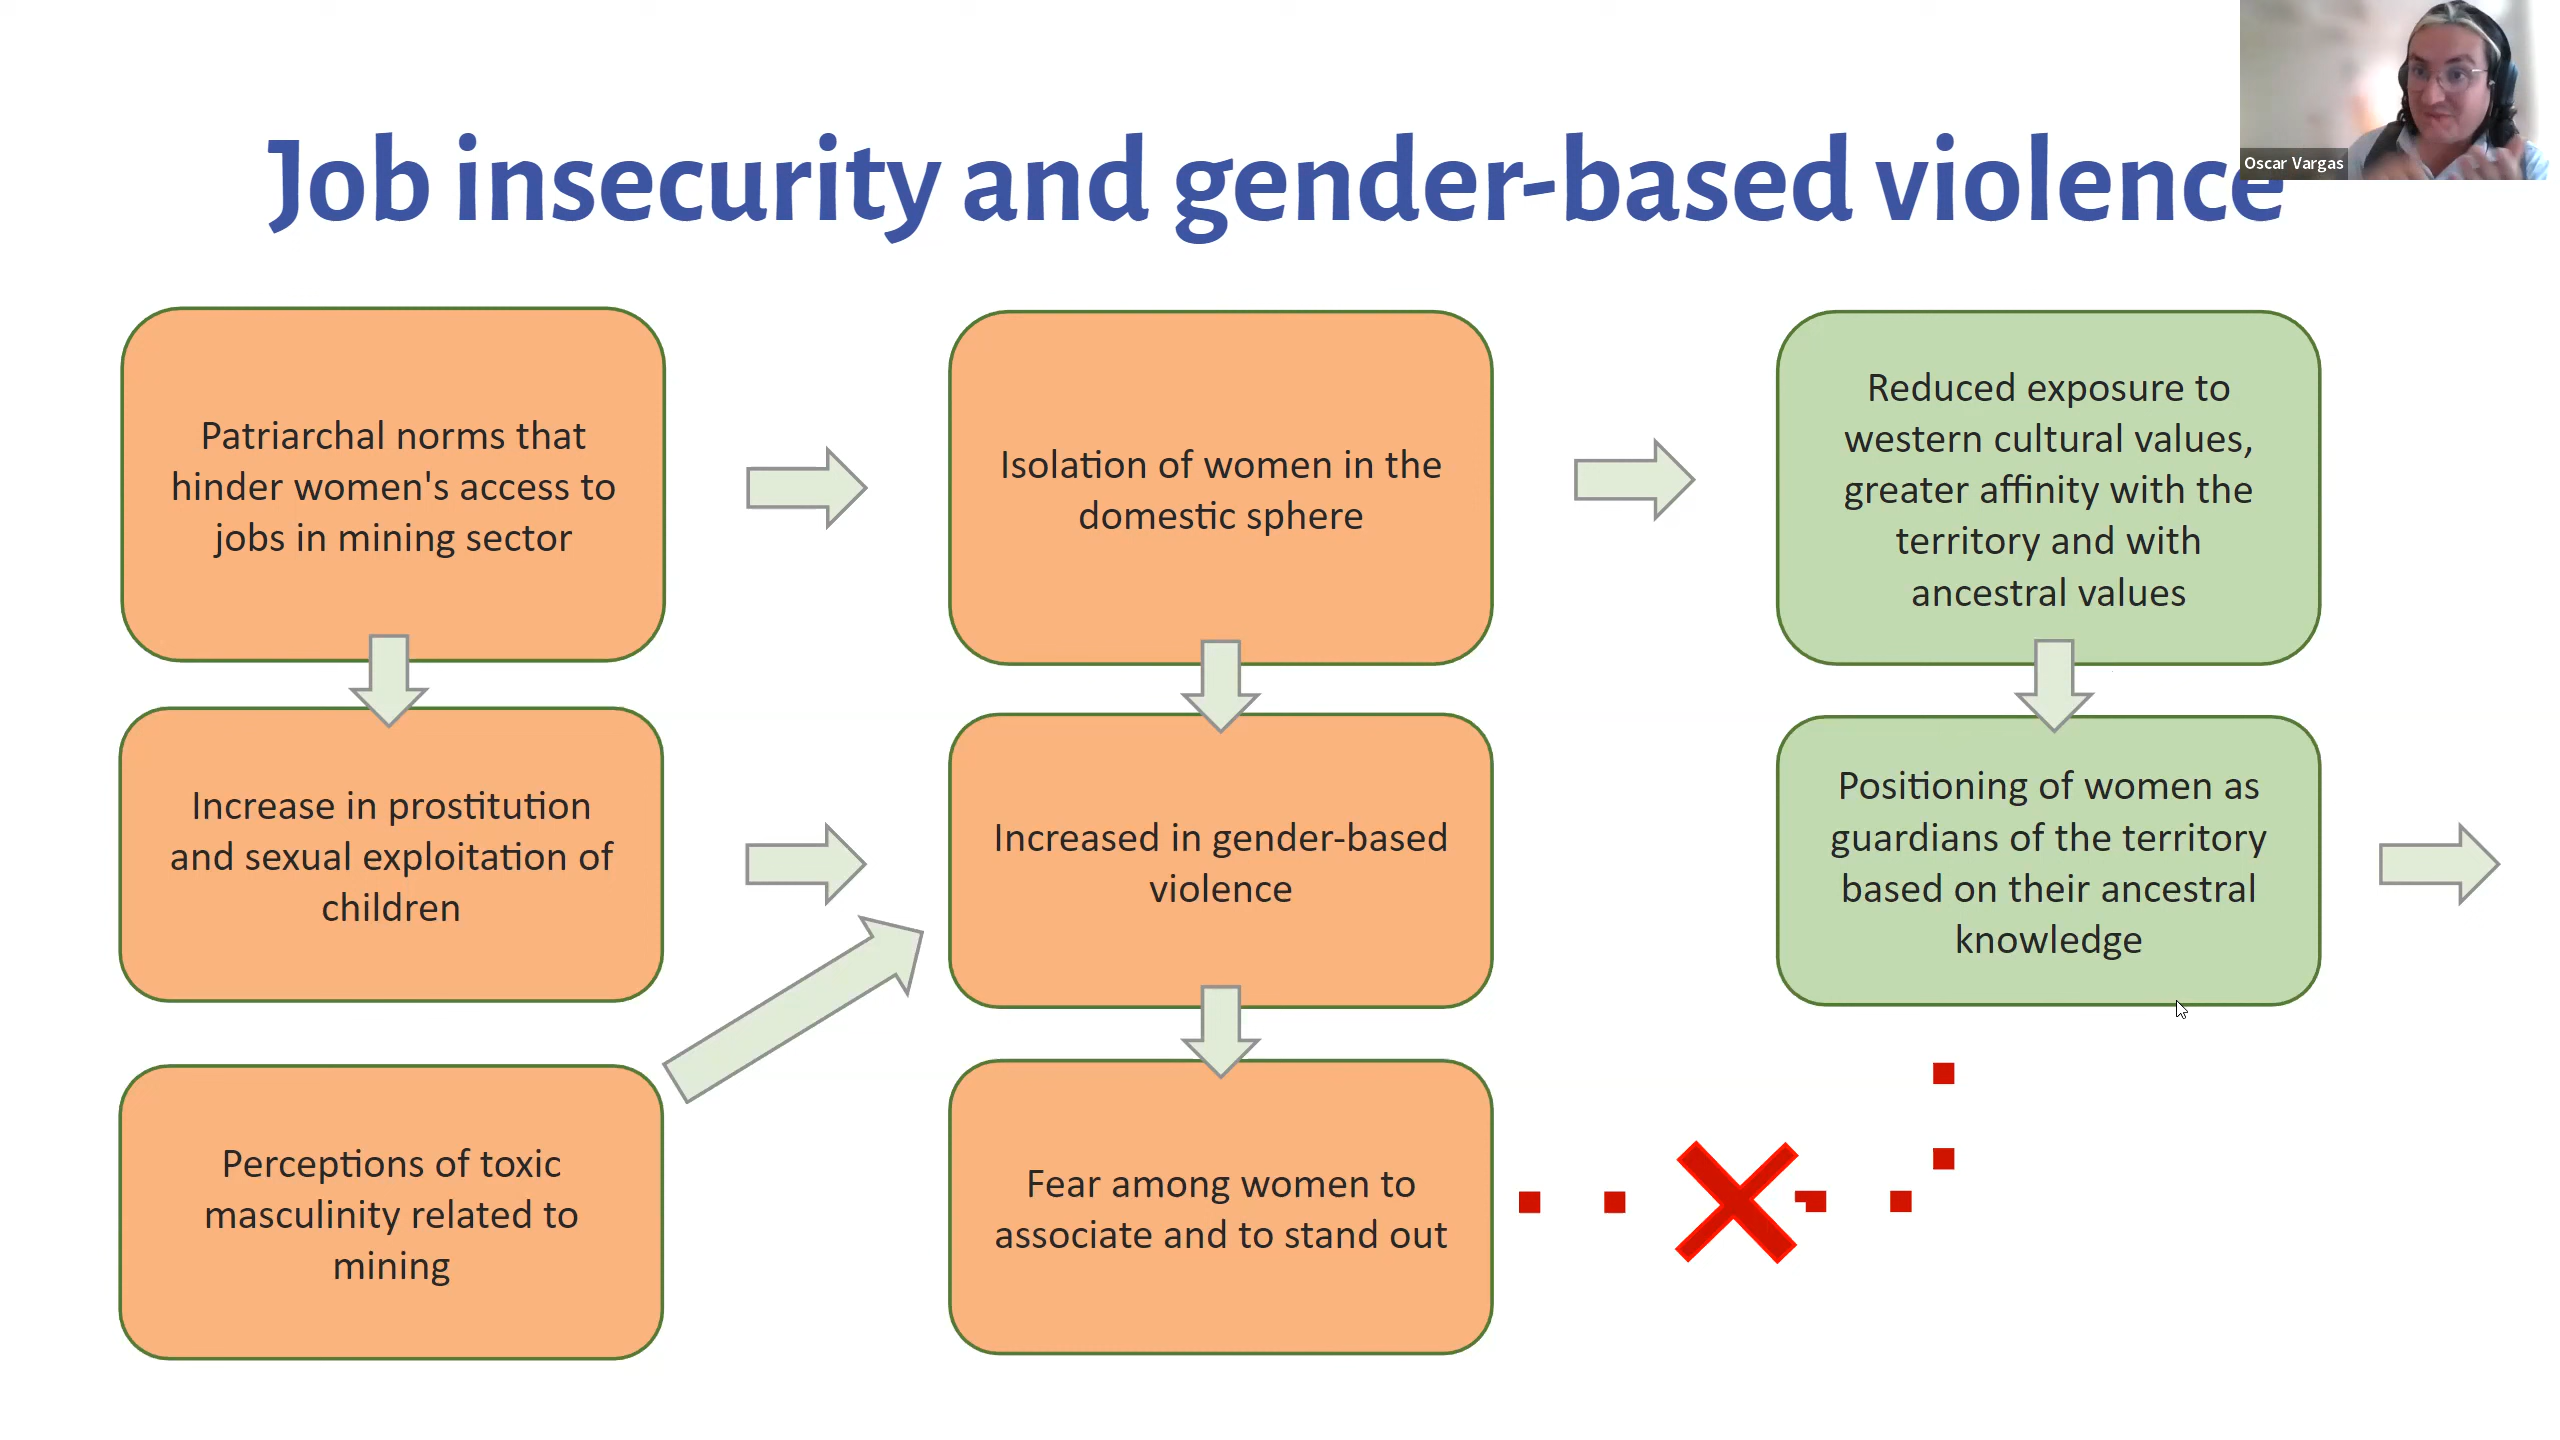 Oscar Vargas
Job insecurity and gender-based violence
Patriarchal norms that
hinder women's access to
jobs in mining sector
Isolation of women in the
domestic sphere
Reduced exposure to
western cultural values,
greater affinity with the
territory and with
ancestral values
Increase in prostitution
and sexual exploitation of
children
Increased in gender-based
violence
Positioning of women as
guardians of the territory
based on their ancestral
knowledge
Perceptions of toxic
masculinity related to
mining
Fear among women to
associate and to stand out